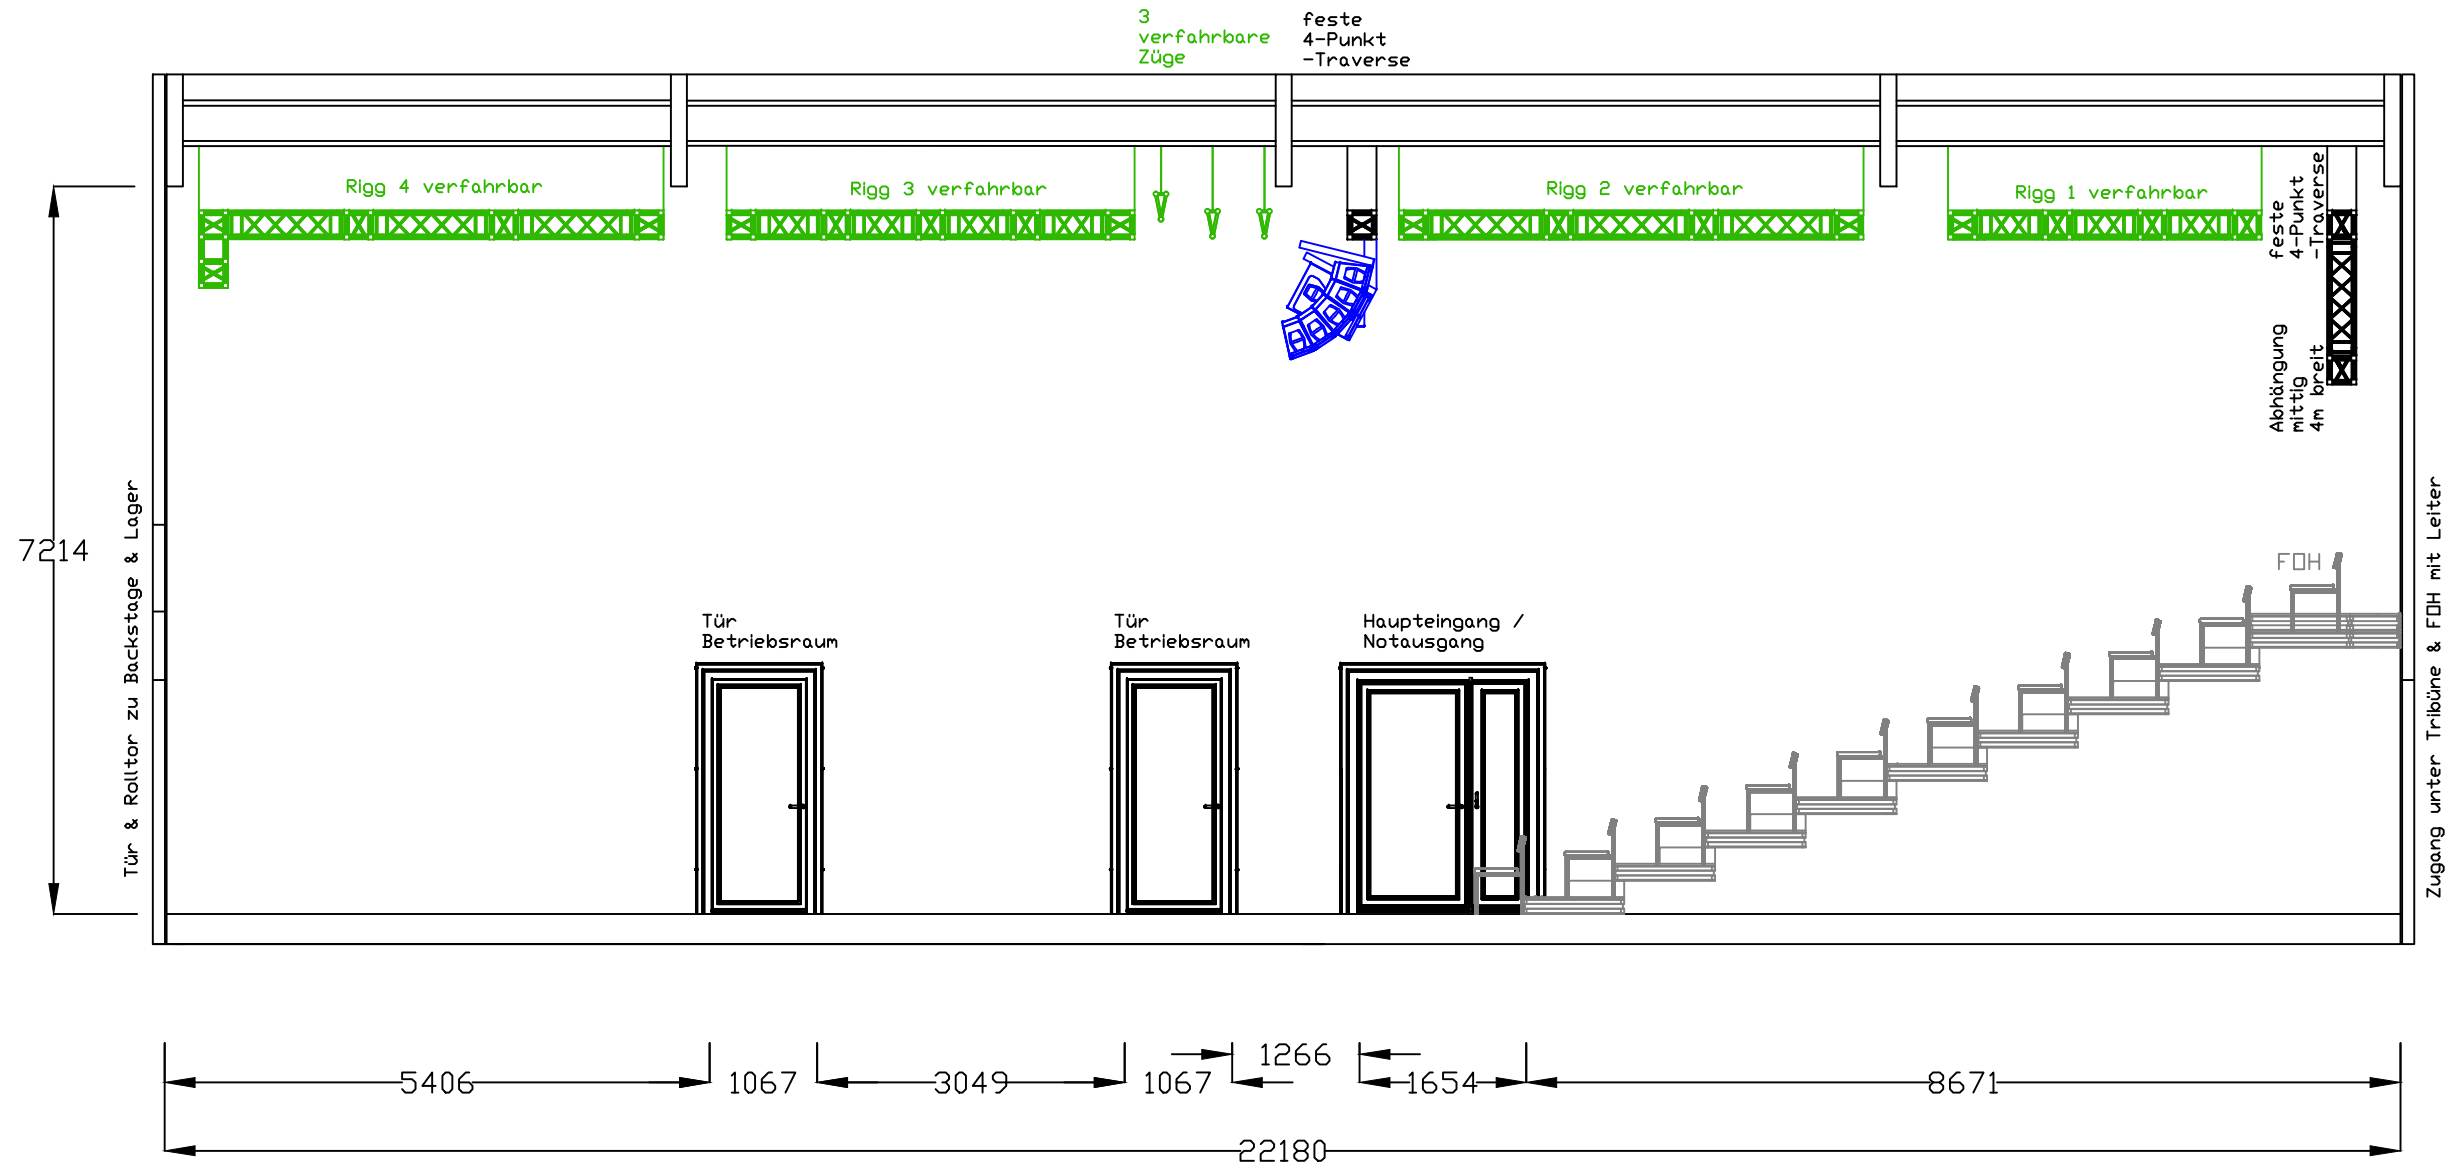 3
verfahrbare
Züge
feste
4-Punkt
-Traverse
Rigg 4 verfahrbar
Rigg 3 verfahrbar
Rigg 2 verfahrbar
Rigg 1 verfahrbar
feste
4-Punkt
-Traverse
Abhängung
mittig
4m breit
7214
Tür & Rolltor zu Backstage & Lager
Tür
Betriebsraum
Tür
Betriebsraum
Haupteingang /
Notausgang
FOH
Zugang unter Tribüne & FOH mit Leiter
5406
1067
3049
1067
1266
1654
8671
22180